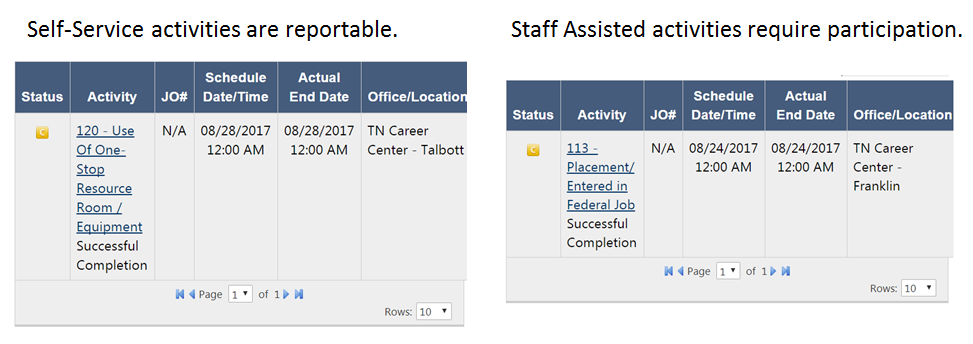 Self-Service activities are reportable.
Status Activity JO# Schedule Date/Time Actual End Date Office/Location
C 120 - Use Of One-Stop Resource Room / Equipment Successful Completion N/A 08/28/2017 12:00 AM 08/28/2017 12:00 AM TN Career Center - Talbott
Page 1 of 1
Rows: 10
Staff Assisted activities require participation.
Status Activity JO# Schedule Date/Time Actual End Date Office/Location
C 113 - Placement/ Entered in Federal Job Successful Completion N/A 08/24/2017 12:00 AM 08/24/2017 12:00 AM TN Career Center - Franklin
Page 1 of 1
Rows: 10